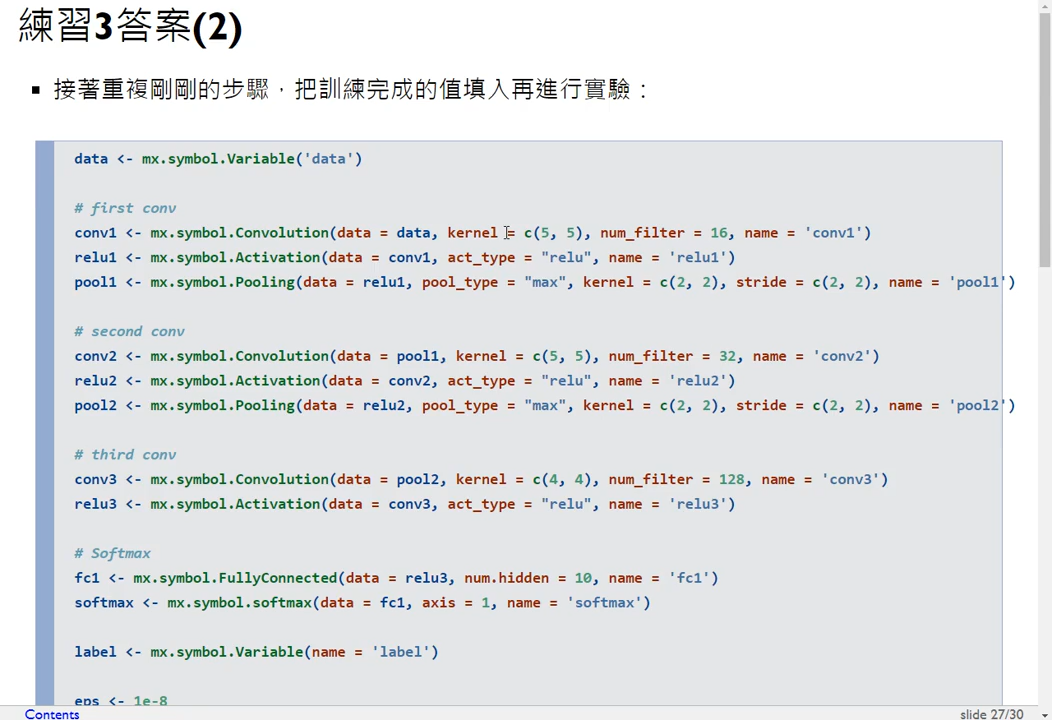 練習3答案(2)
接著重複剛剛的步驟，把訓練完成的值填入再進行實驗：
data <- mx.symbol.Variable('data')
# first conv
conv1 <- mx.symbol.Convolution(data = data, kernel = c(5, 5), num_filter = 16, name = 'conv1')
relu1 <- mx.symbol.Activation(data = conv1, act_type = "relu", name = 'relu1')
pool1 <- mx.symbol.Pooling(data = relu1, pool_type = "max", kernel = c(2, 2), stride = c(2, 2), name = 'pool1')
# second conv
conv2 <- mx.symbol.Convolution(data = pool1, kernel = c(5, 5), num_filter = 32, name = 'conv2')
relu2 <- mx.symbol.Activation(data = conv2, act_type = "relu", name = 'relu2')
pool2 <- mx.symbol.Pooling(data = relu2, pool_type = "max", kernel = c(2, 2), stride = c(2, 2), name = 'pool2')
# third conv
conv3 <- mx.symbol.Convolution(data = pool2, kernel = c(4, 4), num_filter = 128, name = 'conv3')
relu3 <- mx.symbol.Activation(data = conv3, act_type = "relu", name = 'relu3')
# Softmax
fc1 <- mx.symbol.FullyConnected(data = relu3, num.hidden = 10, name = 'fc1')
softmax <- mx.symbol.softmax(data = fc1, axis = 1, name = 'softmax')
label <- mx.symbol.Variable(name = 'label')
eps <- 1e-8
Contents
slide 27/30